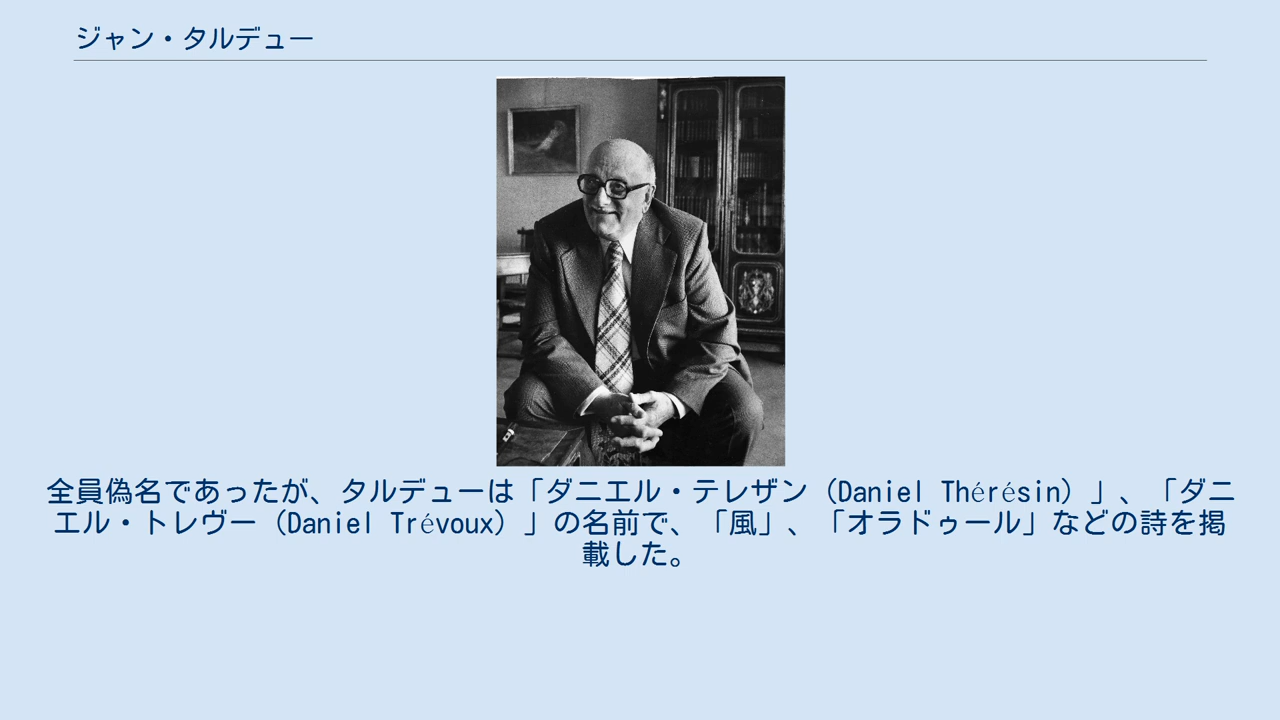 ジャン・タルデュー
全員偽名であったが、タルデューは「ダニエル・テレザン（Daniel Thérésin）」、「ダニ
エル・トレヴー（Daniel Trévoux）」の名前で、「風」、「オラドゥール」などの詩を掲
載した。